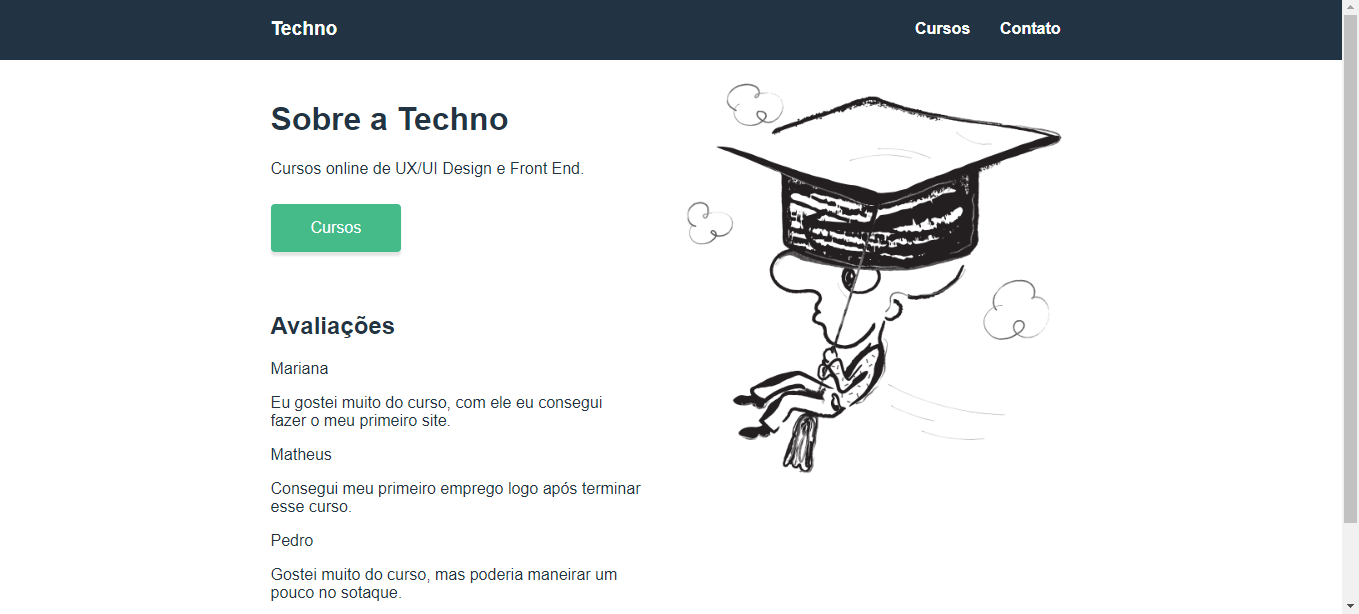 Techno
Cursos
Contato
Sobre a Techno
Cursos online de UX/UI Design e Front End.
Cursos
Avaliações
Mariana
Eu gostei muito do curso, com ele eu consegui
fazer o meu primeiro site.
Matheus
Consegui meu primeiro emprego logo após terminar
esse curso.
Pedro
Gostei muito do curso, mas poderia maneirar um
pouco no sotaque.